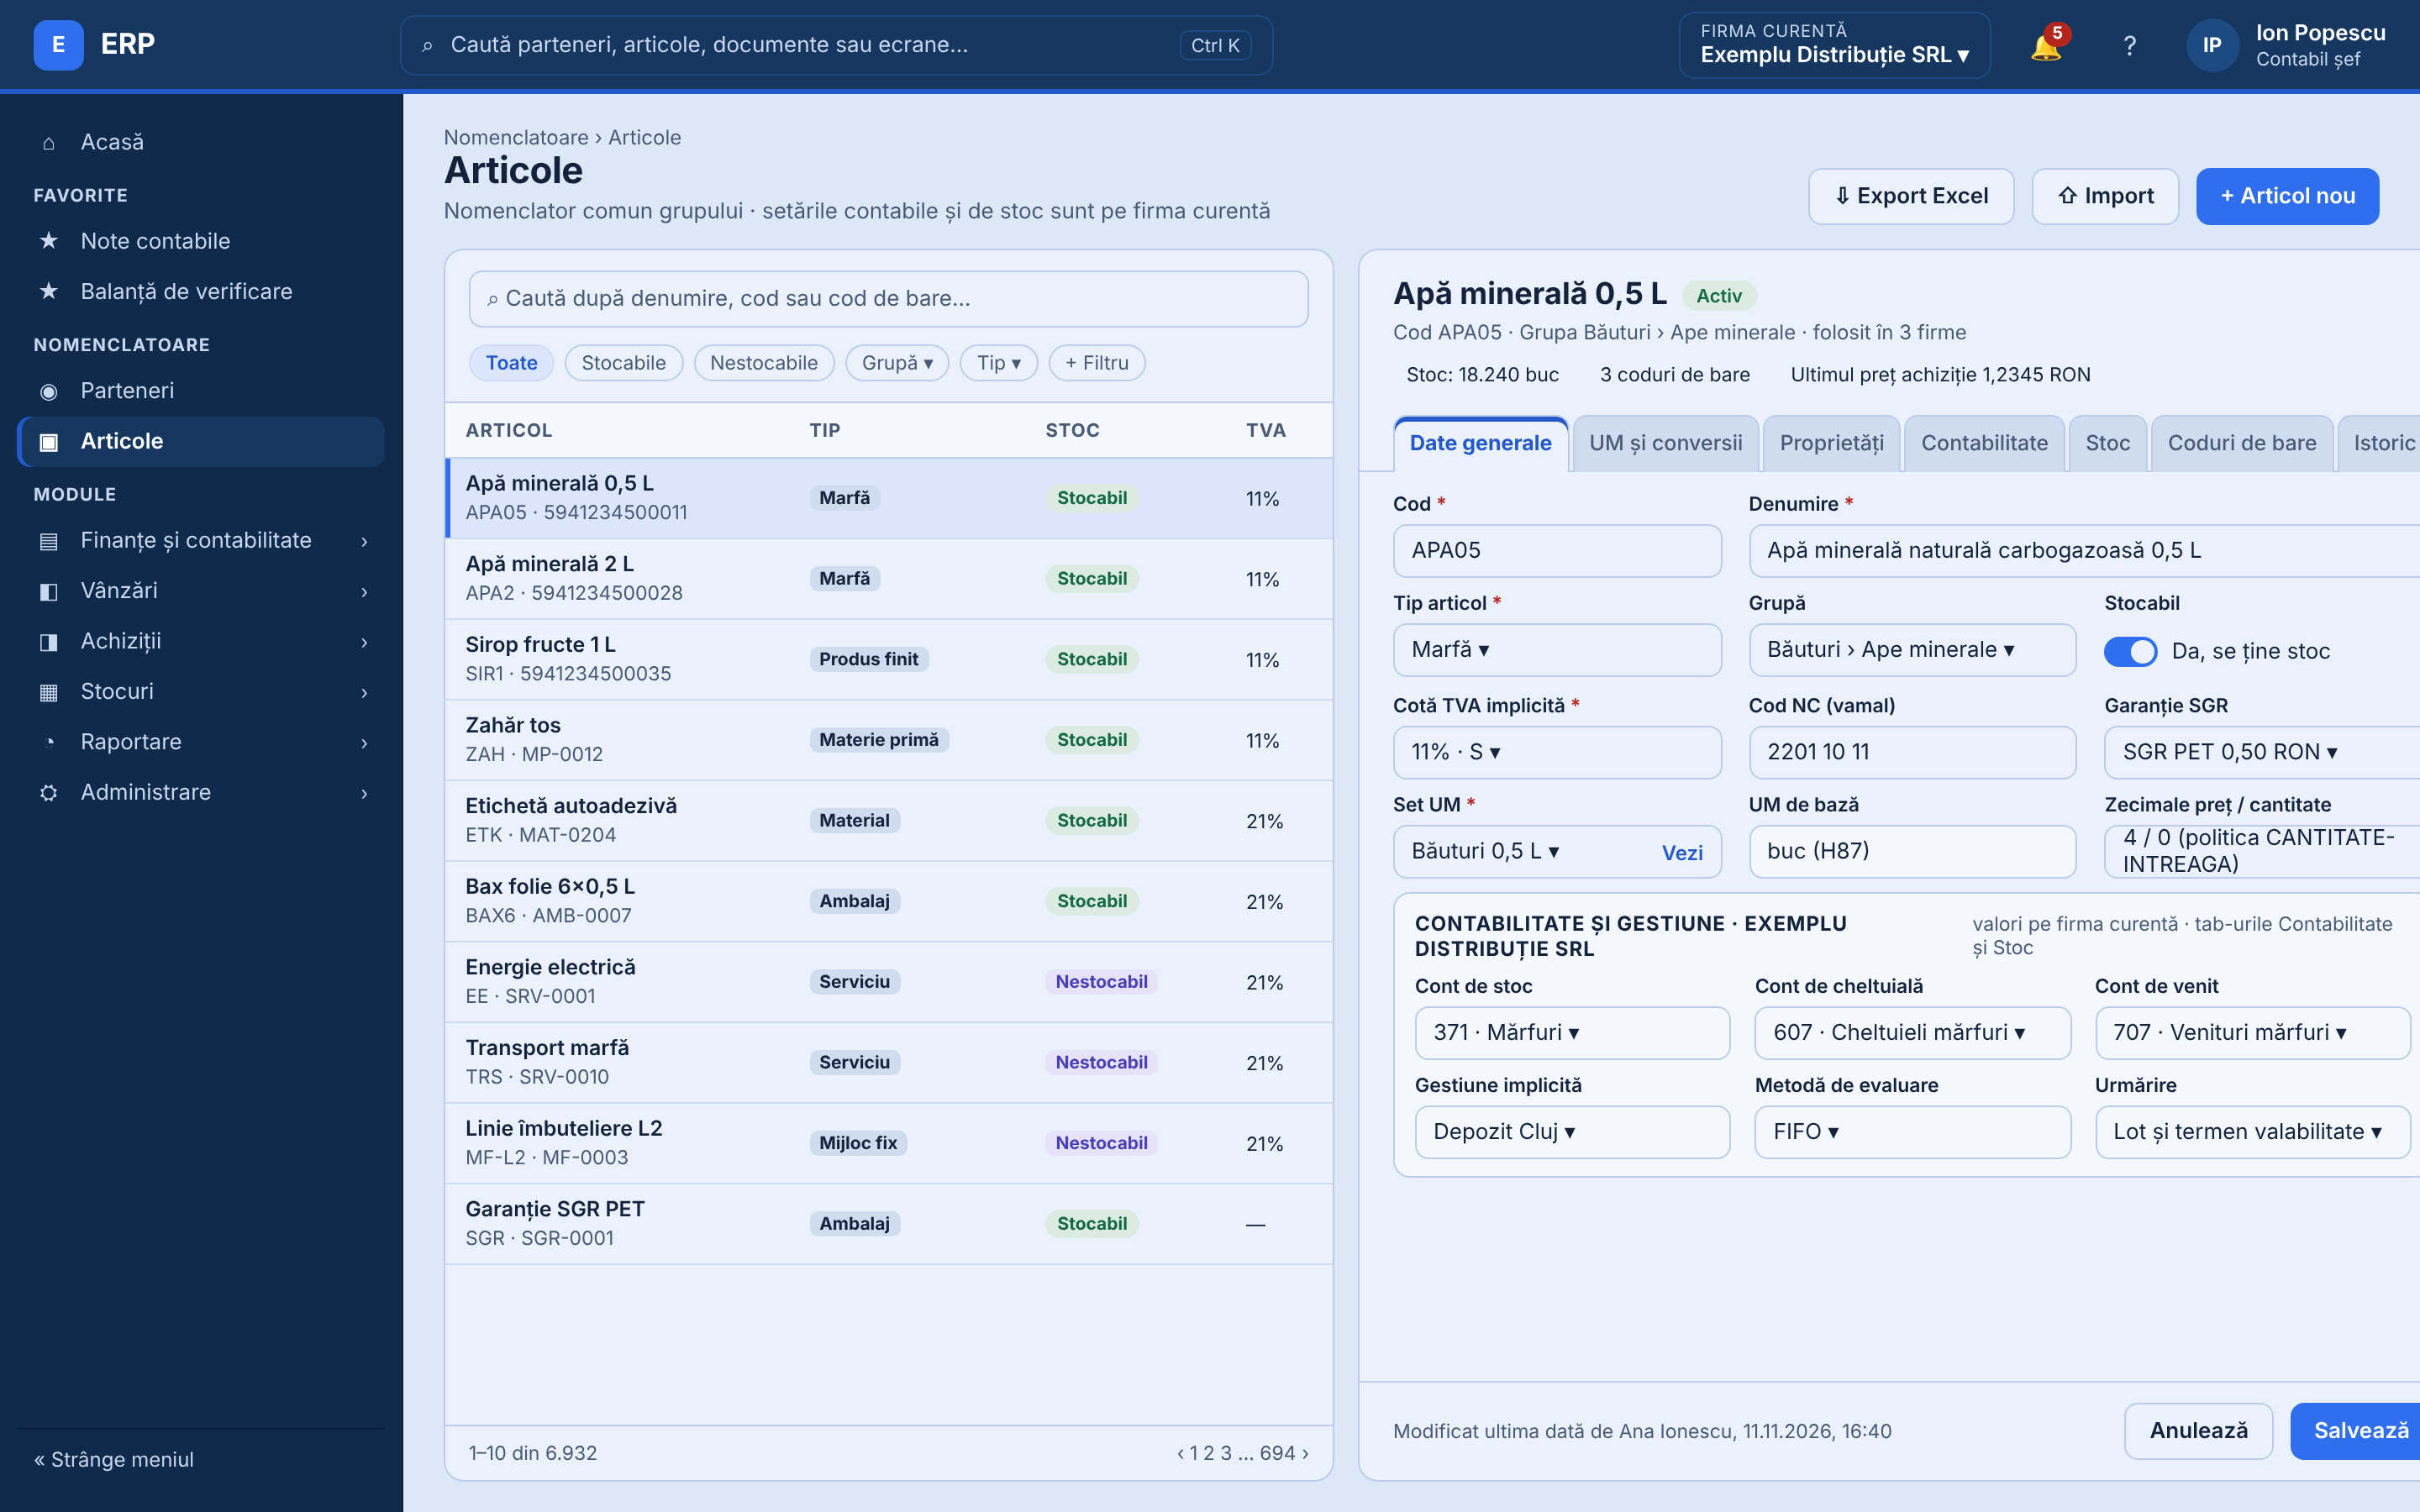 E ERP
Caută parteneri, articole, documente sau ecrane... Ctrl K
FIRMA CURENTĂ
Exemplu Distribuție SRL ▾
5
?
IP
Ion Popescu
Contabil șef
Acasă
FAVORITE
★ Note contabile
★ Balanță de verificare
NOMENCLATOARE
Parteneri
Articole
MODULE
Finanțe și contabilitate ›
Vânzări ›
Achiziții ›
Stocuri ›
Raportare ›
Administrare ›
« Strânge meniul
Nomenclatoare › Articole
Articole
Nomenclator comun grupului · setările contabile și de stoc sunt pe firma curentă
⇩ Export Excel
⇧ Import
+ Articol nou
Caută după denumire, cod sau cod de bare...
Toate Stocabile Nestocabile Grupă ▾ Tip ▾ + Filtru
ARTICOL TIP STOC TVA
Apă minerală 0,5 L
APA05 · 5941234500011
Marfă Stocabil 11%
Apă minerală 2 L
APA2 · 5941234500028
Marfă Stocabil 11%
Sirop fructe 1 L
SIR1 · 5941234500035
Produs finit Stocabil 11%
Zahăr tos
ZAH · MP-0012
Materie primă Stocabil 11%
Etichetă autoadezivă
ETK · MAT-0204
Material Stocabil 21%
Bax folie 6×0,5 L
BAX6 · AMB-0007
Ambalaj Stocabil 21%
Energie electrică
EE · SRV-0001
Serviciu Nestocabil 21%
Transport marfă
TRS · SRV-0010
Serviciu Nestocabil 21%
Linie îmbuteliere L2
MF-L2 · MF-0003
Mijloc fix Nestocabil 21%
Garanție SGR PET
SGR · SGR-0001
Ambalaj Stocabil —
1–10 din 6.932 ‹ 1 2 3 ... 694 ›
Apă minerală 0,5 L Activ
Cod APA05 · Grupa Băuturi › Ape minerale · folosit în 3 firme
Stoc: 18.240 buc 3 coduri de bare Ultimul preț achiziție 1,2345 RON
Date generale UM și conversii Proprietăți Contabilitate Stoc Coduri de bare Istoric
Cod * Denumire *
APA05 Apă minerală naturală carbogazoasă 0,5 L
Tip articol * Grupă Stocabil
Marfă ▾ Băuturi › Ape minerale ▾ Da, se ține stoc
Cotă TVA implicită * Cod NC (vamal) Garanție SGR
11% · S ▾ 2201 10 11 SGR PET 0,50 RON ▾
Set UM * UM de bază Zecimale preț / cantitate
Băuturi 0,5 L ▾ Vezi buc (H87) 4 / 0 (politica CANTITATE-
INTREAGA)
CONTABILITATE ȘI GESTIUNE · EXEMPLU
DISTRIBUȚIE SRL
valori pe firma curentă · tab-urile Contabilitate
și Stoc
Cont de stoc Cont de cheltuială Cont de venit
371 · Mărfuri ▾ 607 · Cheltuieli mărfuri ▾ 707 · Venituri mărfuri ▾
Gestiune implicită Metodă de evaluare Urmărire
Depozit Cluj ▾ FIFO ▾ Lot și termen valabilitate ▾
Modificat ultima dată de Ana Ionescu, 11.11.2026, 16:40
Anulează Salvează